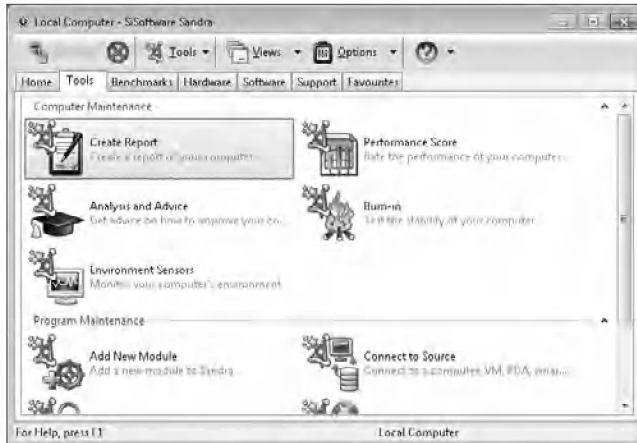 Local Computer - SiSoftware Sandra
Tools Views Options
Home Tools Benchmarks Hardware Software Support Favourites
Computer Maintenance
Create Report
Create a report of your computer...
Performance Score
Rate the performance of your computer...
Analysis and Advice
Get advice on how to improve your co...
Burn-in
Test the stability of your computer
Environment Sensors
Monitor your computer's environment
Program Maintenance
Add New Module
Add a new module to Sandra
Connect to Source
Connect to a computer, VM, PDA, smar...
For Help, press F1
Local Computer